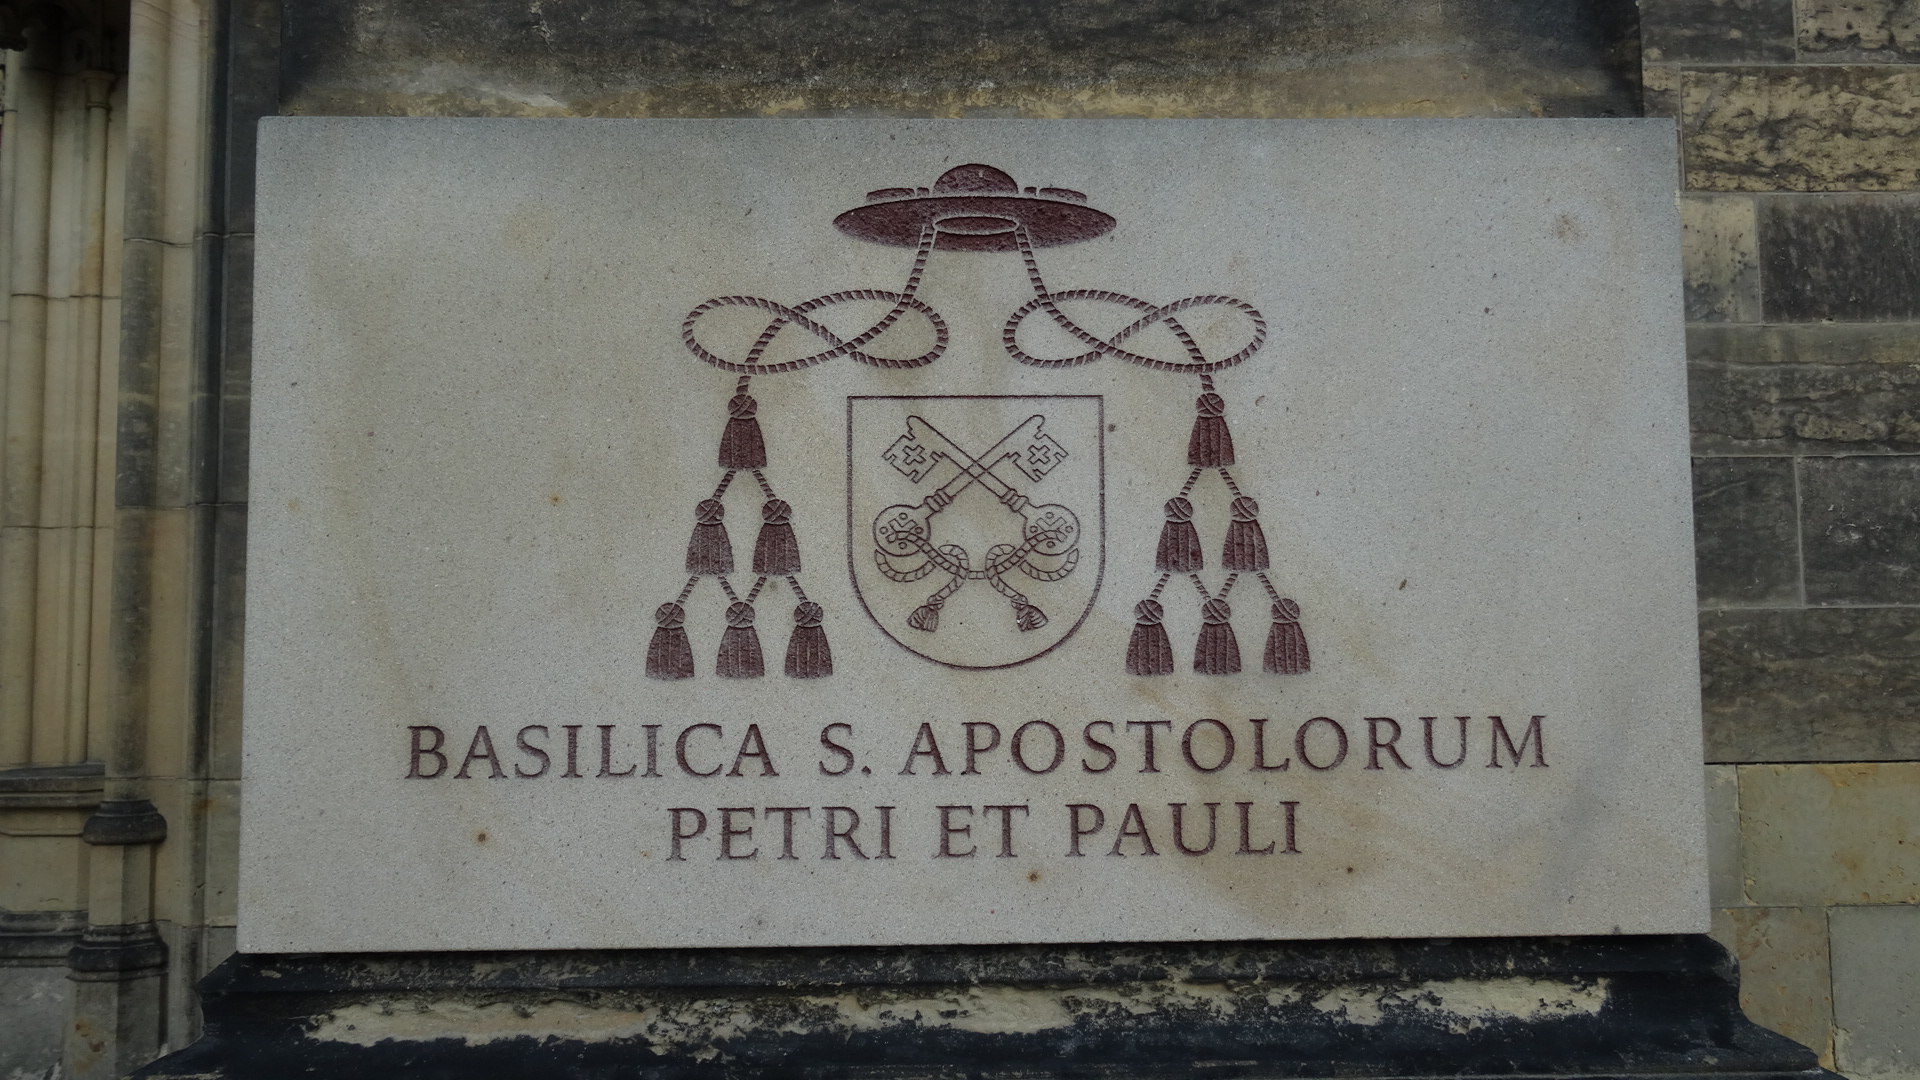 BASILICA S. APOSTOLORUM
PETRI ET PAULI